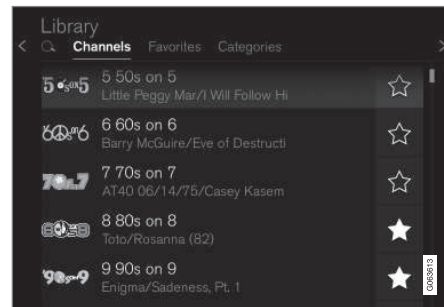 Library
Channels Favorites Categories
5 50s on 5
Little Peggy Mar/I Will Follow Hi
6 60s on 6
Barry McGuire/Eve of Destructi
7 70s on 7
AT40 06/14/75/Casey Kasem
8 80s on 8
Toto/Rosanna (82)
9 90s on 9
Enigma/Sadeness, Pt. 1
G063613